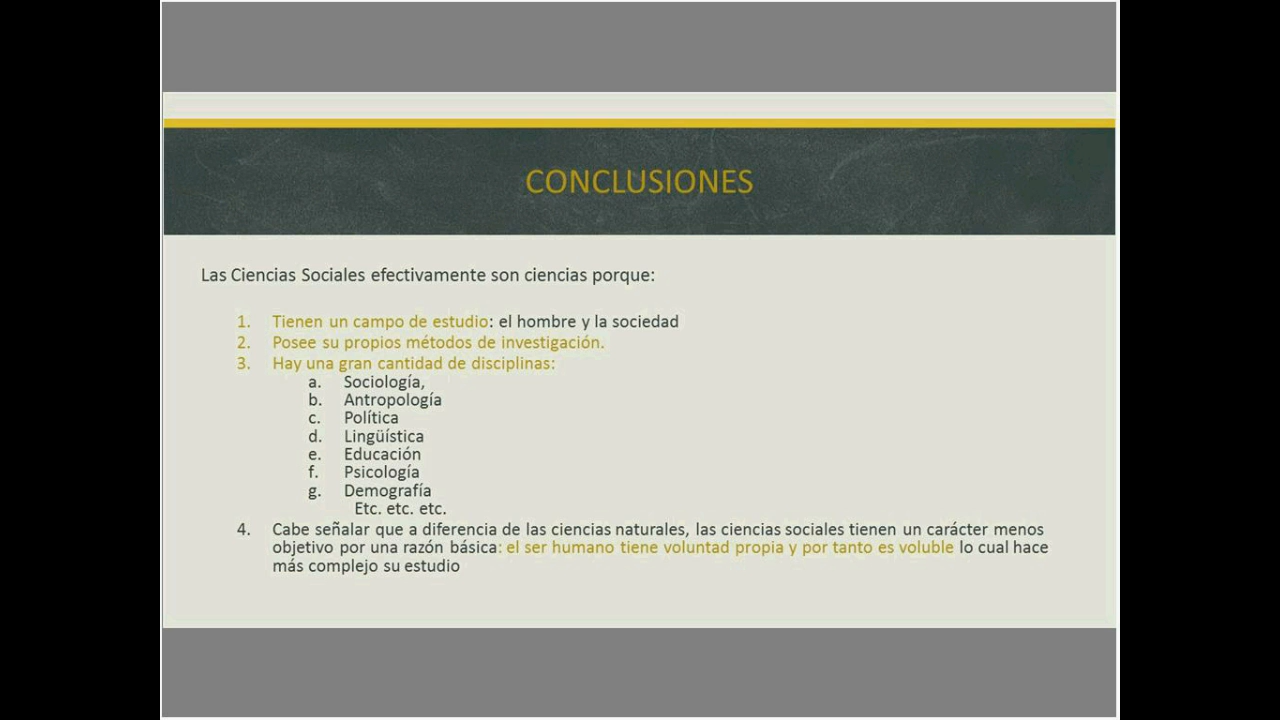 CONCLUSIONES
Las Ciencias Sociales efectivamente son ciencias porque:
1. Tienen un campo de estudio: el hombre y la sociedad
2. Posee su propios métodos de investigación.
3. Hay una gran cantidad de disciplinas:
a. Sociología,
b. Antropología
c. Política
d. Lingüística
e. Educación
f. Psicología
g. Demografía
Etc. etc. etc.
4. Cabe señalar que a diferencia de las ciencias naturales, las ciencias sociales tienen un carácter menos
objetivo por una razón básica: el ser humano tiene voluntad propia y por tanto es voluble lo cual hace
más complejo su estudio